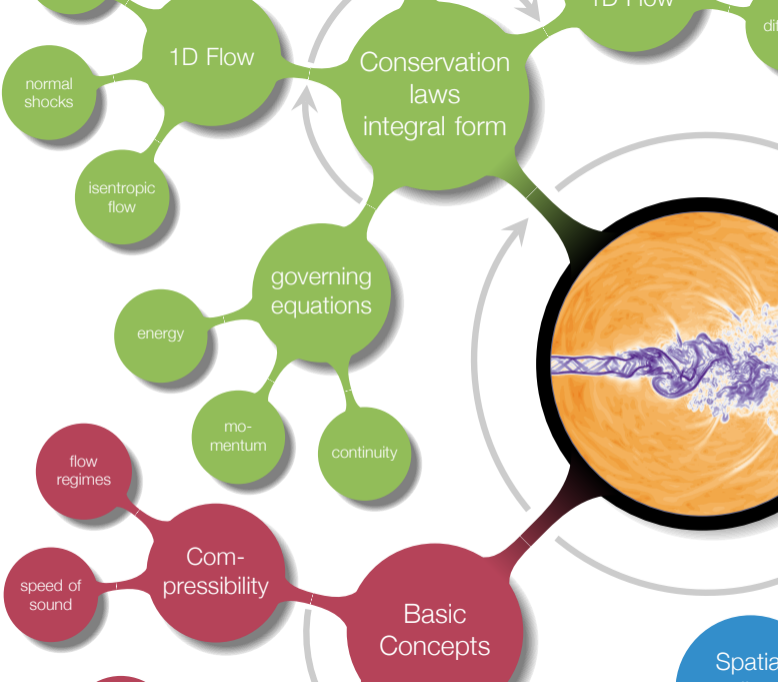 1D Flow
1D Flow
normal
shocks
Conservation
laws
integral form
isentropic
flow
governing
equations
energy
mo-
mentum
continuity
flow
regimes
Com-
pressibility
speed of
sound
Basic
Concepts